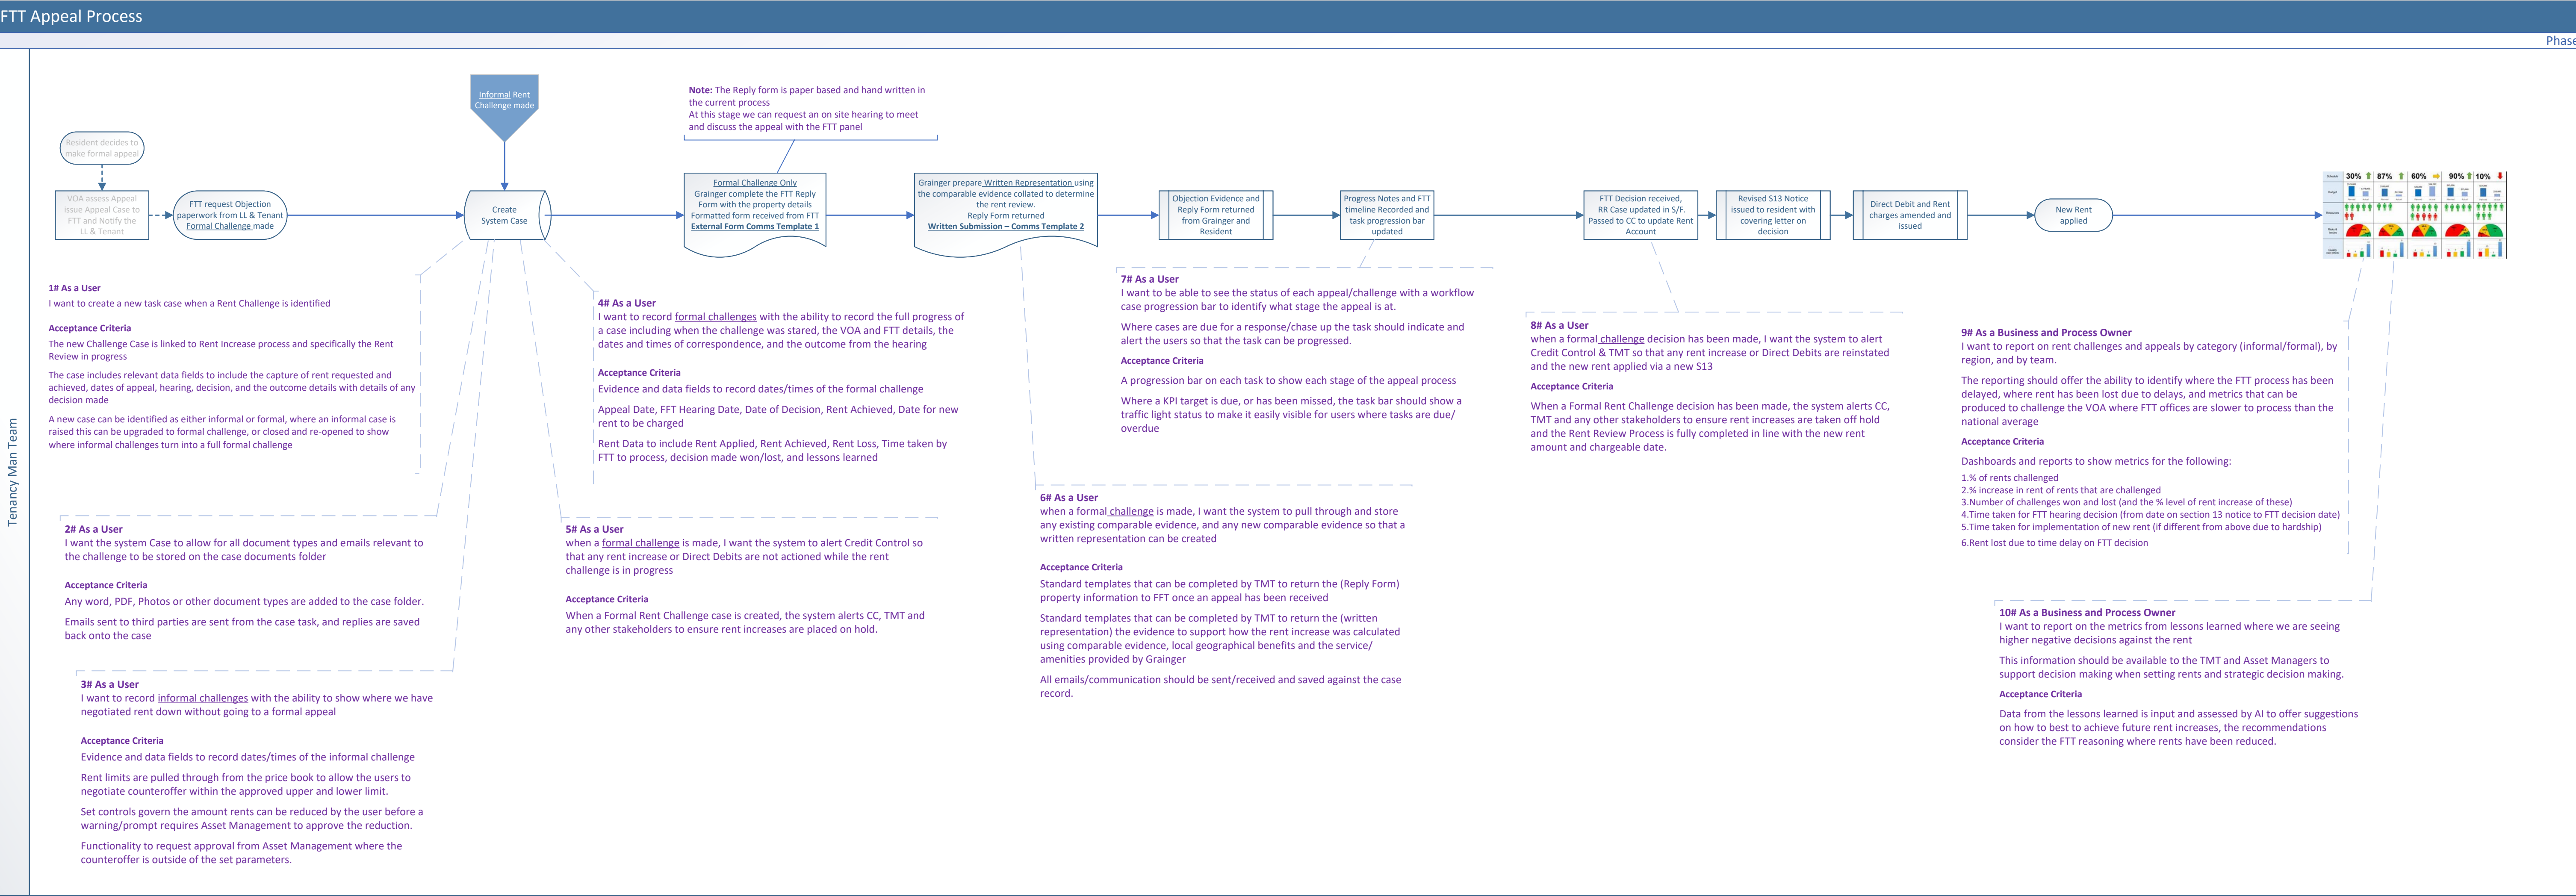 FTT Appeal Process
Phase
Tenancy Man Team
Resident decides to
make formal appeal
VOA assess Appeal
issue Appeal Case to
FTT and Notify the
LL & Tenant
FTT request Objection
paperwork from LL & Tenant
Formal Challenge made
Informal Rent
Challenge made
Create
System Case
Note: The Reply form is paper based and hand written in
the current process
At this stage we can request an on site hearing to meet
and discuss the appeal with the FTT panel
Formal Challenge Only
Grainger complete the FTT Reply
Form with the property details
Formatted form received from FTT
External Form Comms Template 1
Grainger prepare Written Representation using
the comparable evidence collated to determine
the rent review.
Reply Form returned
Written Submission – Comms Template 2
Objection Evidence and
Reply Form returned
from Grainger and
Resident
Progress Notes and FTT
timeline Recorded and
task progression bar
updated
FTT Decision received,
RR Case updated in S/F.
Passed to CC to update Rent
Account
Revised S13 Notice
issued to resident with
covering letter on
decision
Direct Debit and Rent
charges amended and
issued
New Rent
applied
30% 87% 60% 90% 10%
1# As a User
I want to create a new task case when a Rent Challenge is identified
Acceptance Criteria
The new Challenge Case is linked to Rent Increase process and specifically the Rent
Review in progress
The case includes relevant data fields to include the capture of rent requested and
achieved, dates of appeal, hearing, decision, and the outcome details with details of any
decision made
A new case can be identified as either informal or formal, where an informal case is
raised this can be upgraded to formal challenge, or closed and re-opened to show
where informal challenges turn into a full formal challenge
2# As a User
I want the system Case to allow for all document types and emails relevant to
the challenge to be stored on the case documents folder
Acceptance Criteria
Any word, PDF, Photos or other document types are added to the case folder.
Emails sent to third parties are sent from the case task, and replies are saved
back onto the case
3# As a User
I want to record informal challenges with the ability to show where we have
negotiated rent down without going to a formal appeal
Acceptance Criteria
Evidence and data fields to record dates/times of the informal challenge
Rent limits are pulled through from the price book to allow the users to
negotiate counteroffer within the approved upper and lower limit.
Set controls govern the amount rents can be reduced by the user before a
warning/prompt requires Asset Management to approve the reduction.
Functionality to request approval from Asset Management where the
counteroffer is outside of the set parameters.
4# As a User
I want to record formal challenges with the ability to record the full progress of
a case including when the challenge was stared, the VOA and FTT details, the
dates and times of correspondence, and the outcome from the hearing
Acceptance Criteria
Evidence and data fields to record dates/times of the formal challenge
Appeal Date, FFT Hearing Date, Date of Decision, Rent Achieved, Date for new
rent to be charged
Rent Data to include Rent Applied, Rent Achieved, Rent Loss, Time taken by
FTT to process, decision made won/lost, and lessons learned
5# As a User
when a formal challenge is made, I want the system to alert Credit Control so
that any rent increase or Direct Debits are not actioned while the rent
challenge is in progress
Acceptance Criteria
When a Formal Rent Challenge case is created, the system alerts CC, TMT and
any other stakeholders to ensure rent increases are placed on hold.
6# As a User
when a formal challenge is made, I want the system to pull through and store
any existing comparable evidence, and any new comparable evidence so that a
written representation can be created
Acceptance Criteria
Standard templates that can be completed by TMT to return the (Reply Form)
property information to FFT once an appeal has been received
Standard templates that can be completed by TMT to return the (written
representation) the evidence to support how the rent increase was calculated
using comparable evidence, local geographical benefits and the service/
amenities provided by Grainger
All emails/communication should be sent/received and saved against the case
record.
7# As a User
I want to be able to see the status of each appeal/challenge with a workflow
case progression bar to identify what stage the appeal is at.
Where cases are due for a response/chase up the task should indicate and
alert the users so that the task can be progressed.
Acceptance Criteria
A progression bar on each task to show each stage of the appeal process
Where a KPI target is due, or has been missed, the task bar should show a
traffic light status to make it easily visible for users where tasks are due/
overdue
8# As a User
when a formal challenge decision has been made, I want the system to alert
Credit Control & TMT so that any rent increase or Direct Debits are reinstated
and the new rent applied via a new S13
Acceptance Criteria
When a Formal Rent Challenge decision has been made, the system alerts CC,
TMT and any other stakeholders to ensure rent increases are taken off hold
and the Rent Review Process is fully completed in line with the new rent
amount and chargeable date.
9# As a Business and Process Owner
I want to report on rent challenges and appeals by category (informal/formal), by
region, and by team.
The reporting should offer the ability to identify where the FTT process has been
delayed, where rent has been lost due to delays, and metrics that can be
produced to challenge the VOA where FTT offices are slower to process than the
national average
Acceptance Criteria
Dashboards and reports to show metrics for the following:
1.% of rents challenged
2.% increase in rent of rents that are challenged
3.Number of challenges won and lost (and the % level of rent increase of these)
4.Time taken for FTT hearing decision (from date on section 13 notice to FTT decision date)
5.Time taken for implementation of new rent (if different from above due to hardship)
6.Rent lost due to time delay on FTT decision
10# As a Business and Process Owner
I want to report on the metrics from lessons learned where we are seeing
higher negative decisions against the rent
This information should be available to the TMT and Asset Managers to
support decision making when setting rents and strategic decision making.
Acceptance Criteria
Data from the lessons learned is input and assessed by AI to offer suggestions
on how to best to achieve future rent increases, the recommendations
consider the FTT reasoning where rents have been reduced.